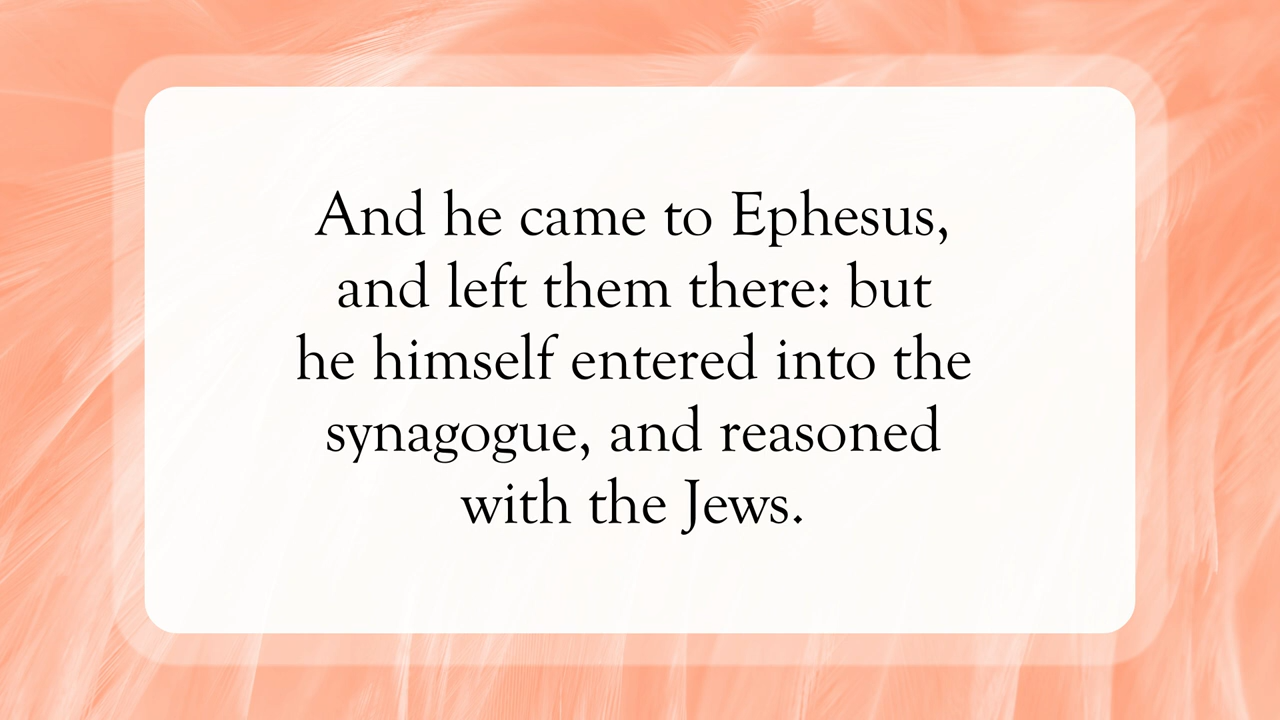 And he came to Ephesus,
and left them there: but
he himself entered into the
synagogue, and reasoned
with the Jews.